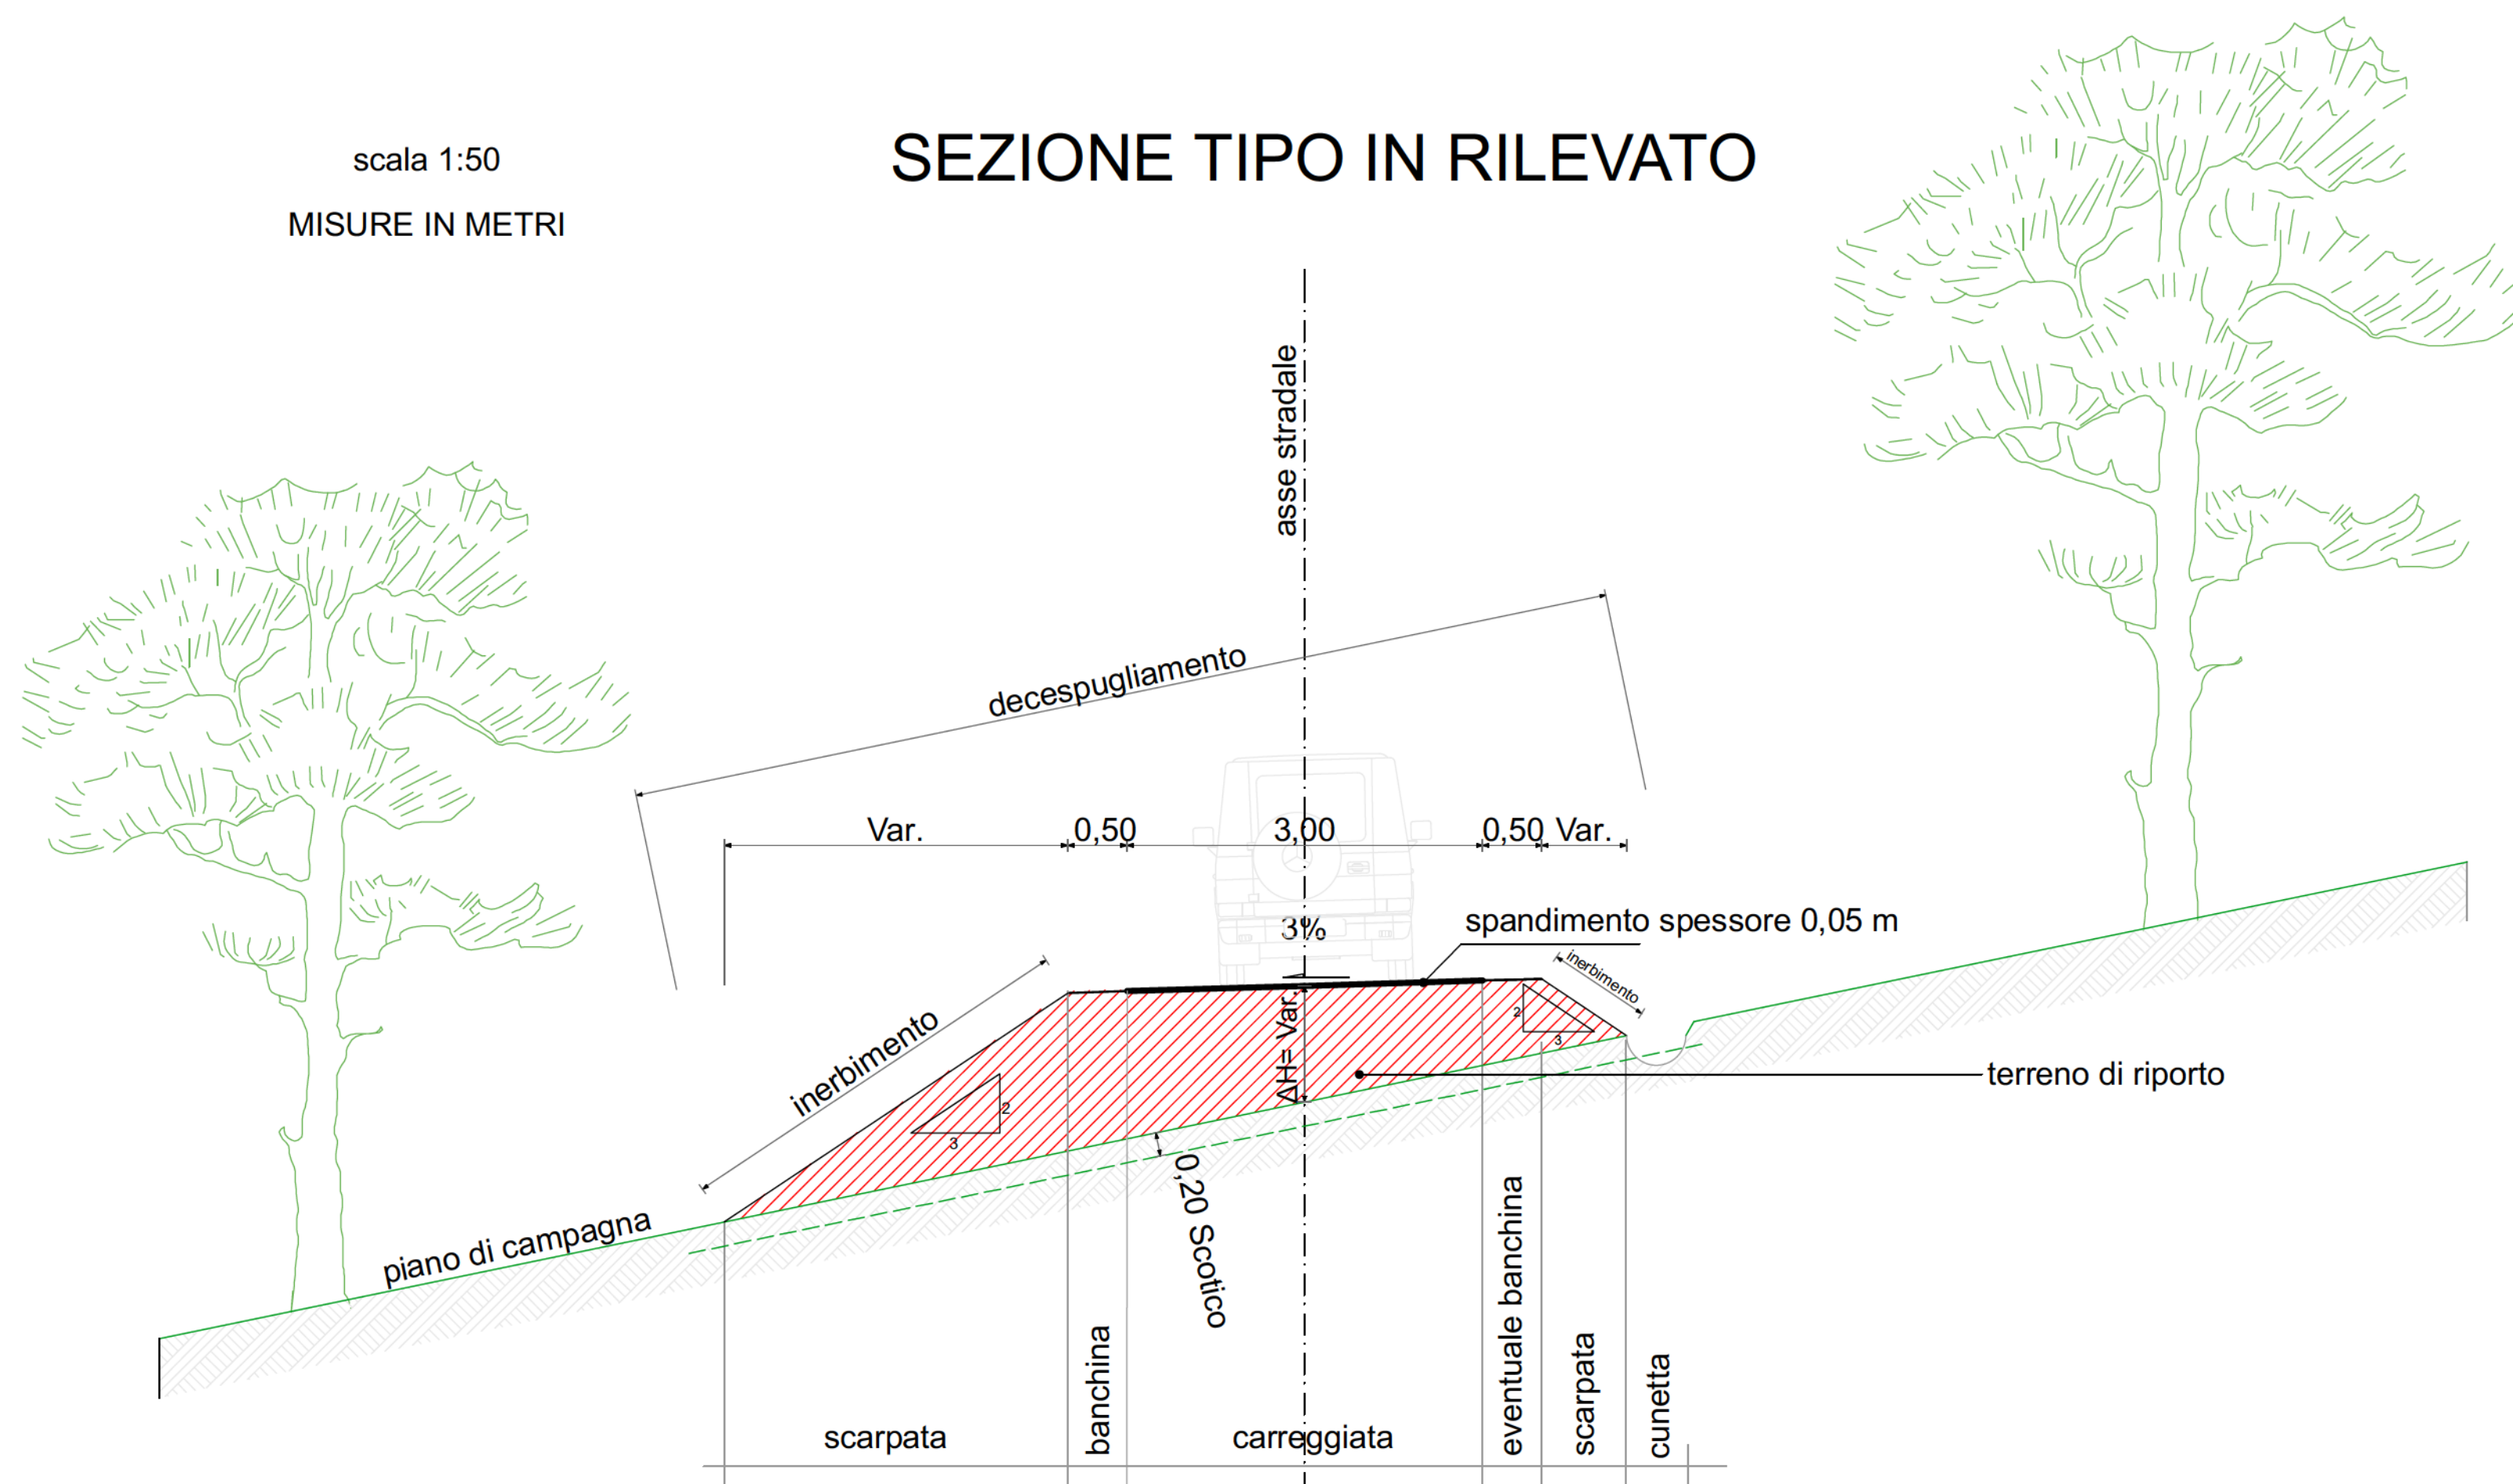 SEZIONE TIPO IN RILEVATO
scala 1:50
MISURE IN METRI
asse stradale
decespugliamento
Var.
0,50
3,00
0,50
Var.
3%
spandimento spessore 0,05 m
inerbimento
inerbimento
2
3
ΔH= Var.
2
3
terreno di riporto
0,20 Scotico
piano di campagna
scarpata
banchina
carreggiata
eventuale banchina
scarpata
cunetta